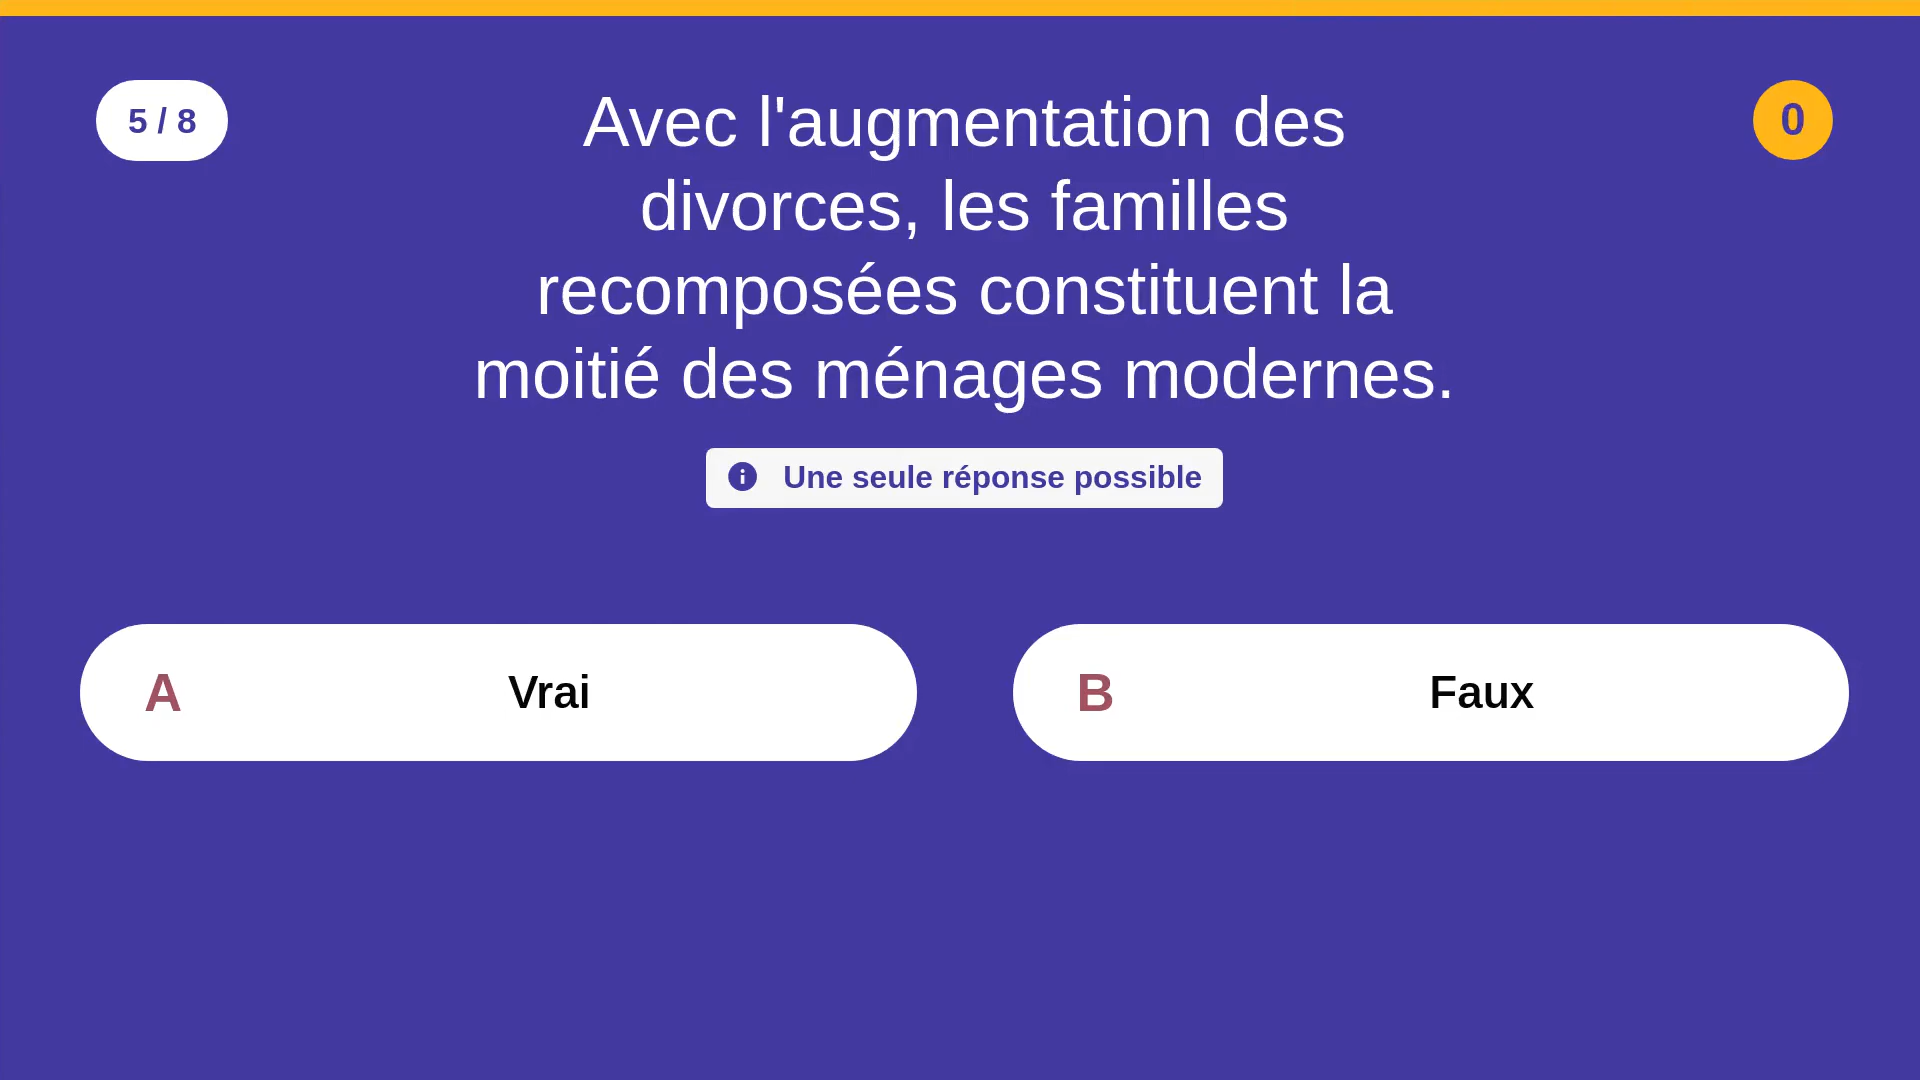 5 / 8
Avec l'augmentation des
divorces, les familles
recomposées constituent la
moitié des ménages modernes.
0
Une seule réponse possible
A Vrai
B Faux